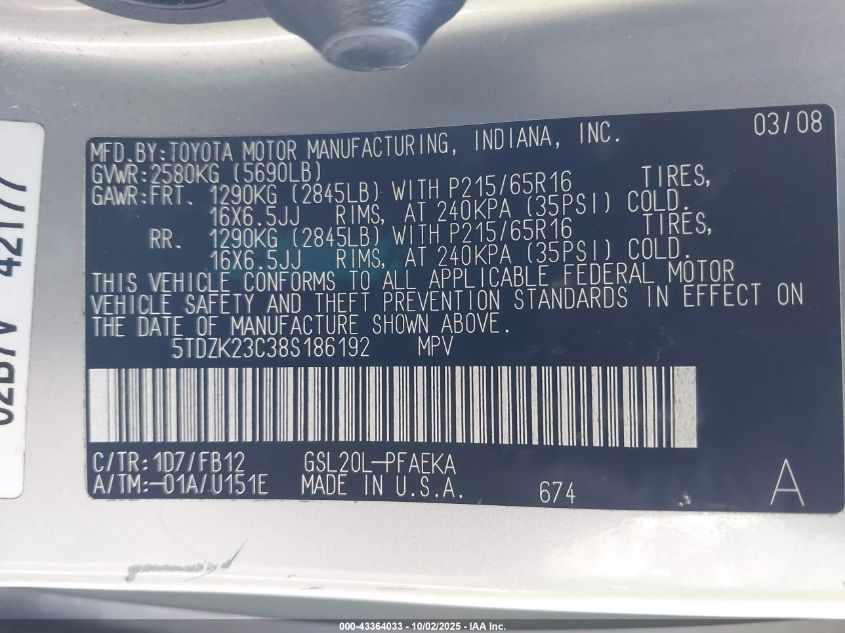 03/08
MFD.BY:TOYOTA MOTOR MANUFACTURING, INDIANA, INC.
GVWR:2580KG (5690LB)
GAWR:FRT. 1290KG (2845LB) WITH P215/65R16 TIRES,
16X6.5JJ RIMS, AT 240KPA (35PSI) COLD.
RR. 1290KG (2845LB) WITH P215/65R16 TIRES,
16X6.5JJ RIMS, AT 240KPA (35PSI) COLD.
THIS VEHICLE CONFORMS TO ALL APPLICABLE FEDERAL MOTOR
VEHICLE SAFETY AND THEFT PREVENTION STANDARDS IN EFFECT ON
THE DATE OF MANUFACTURE SHOWN ABOVE.
5TDZK23C38S186192 MPV
C/TR:1D7/FB12 GSL20L-PFAEKA
A/TM:-01A/U151E MADE IN U.S.A. 674 A
42177
000-43364033 - 10/02/2025 - IAA Inc.